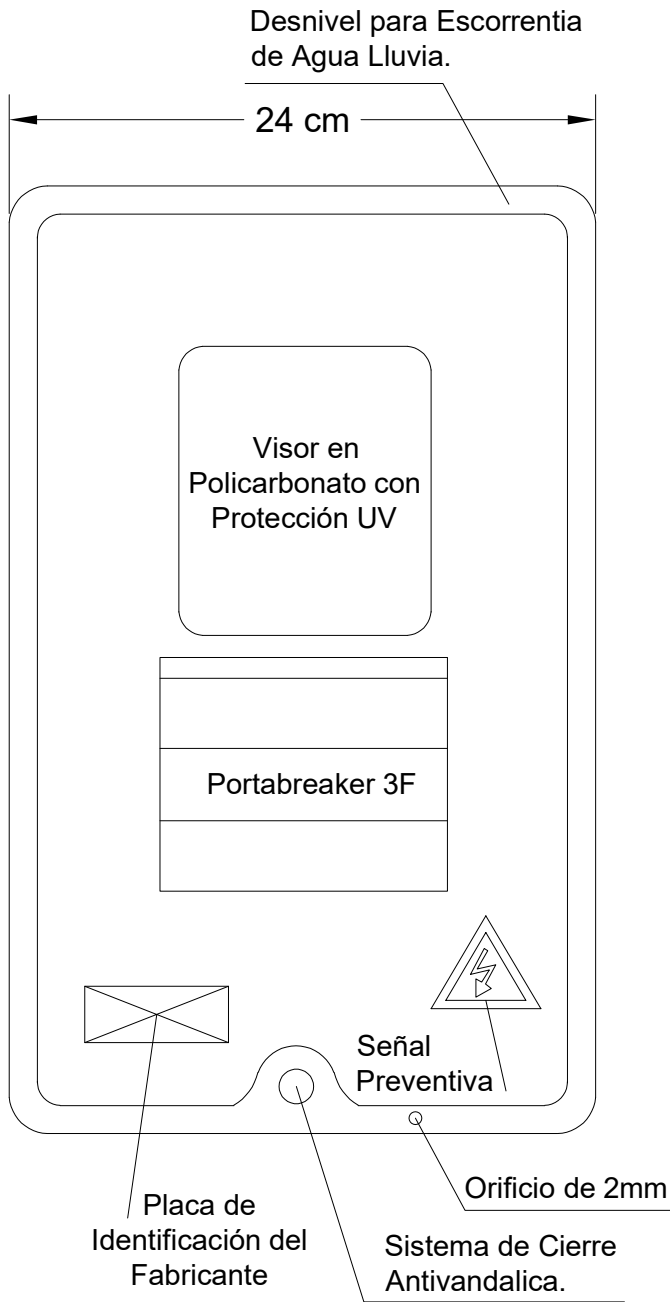 Desnivel para Escorrentia
de Agua Lluvia.
24 cm
Visor en
Policarbonato con
Protección UV
Portabreaker 3F
Señal
Preventiva
Orificio de 2mm
Placa de
Identificación del
Fabricante
Sistema de Cierre
Antivandalica.